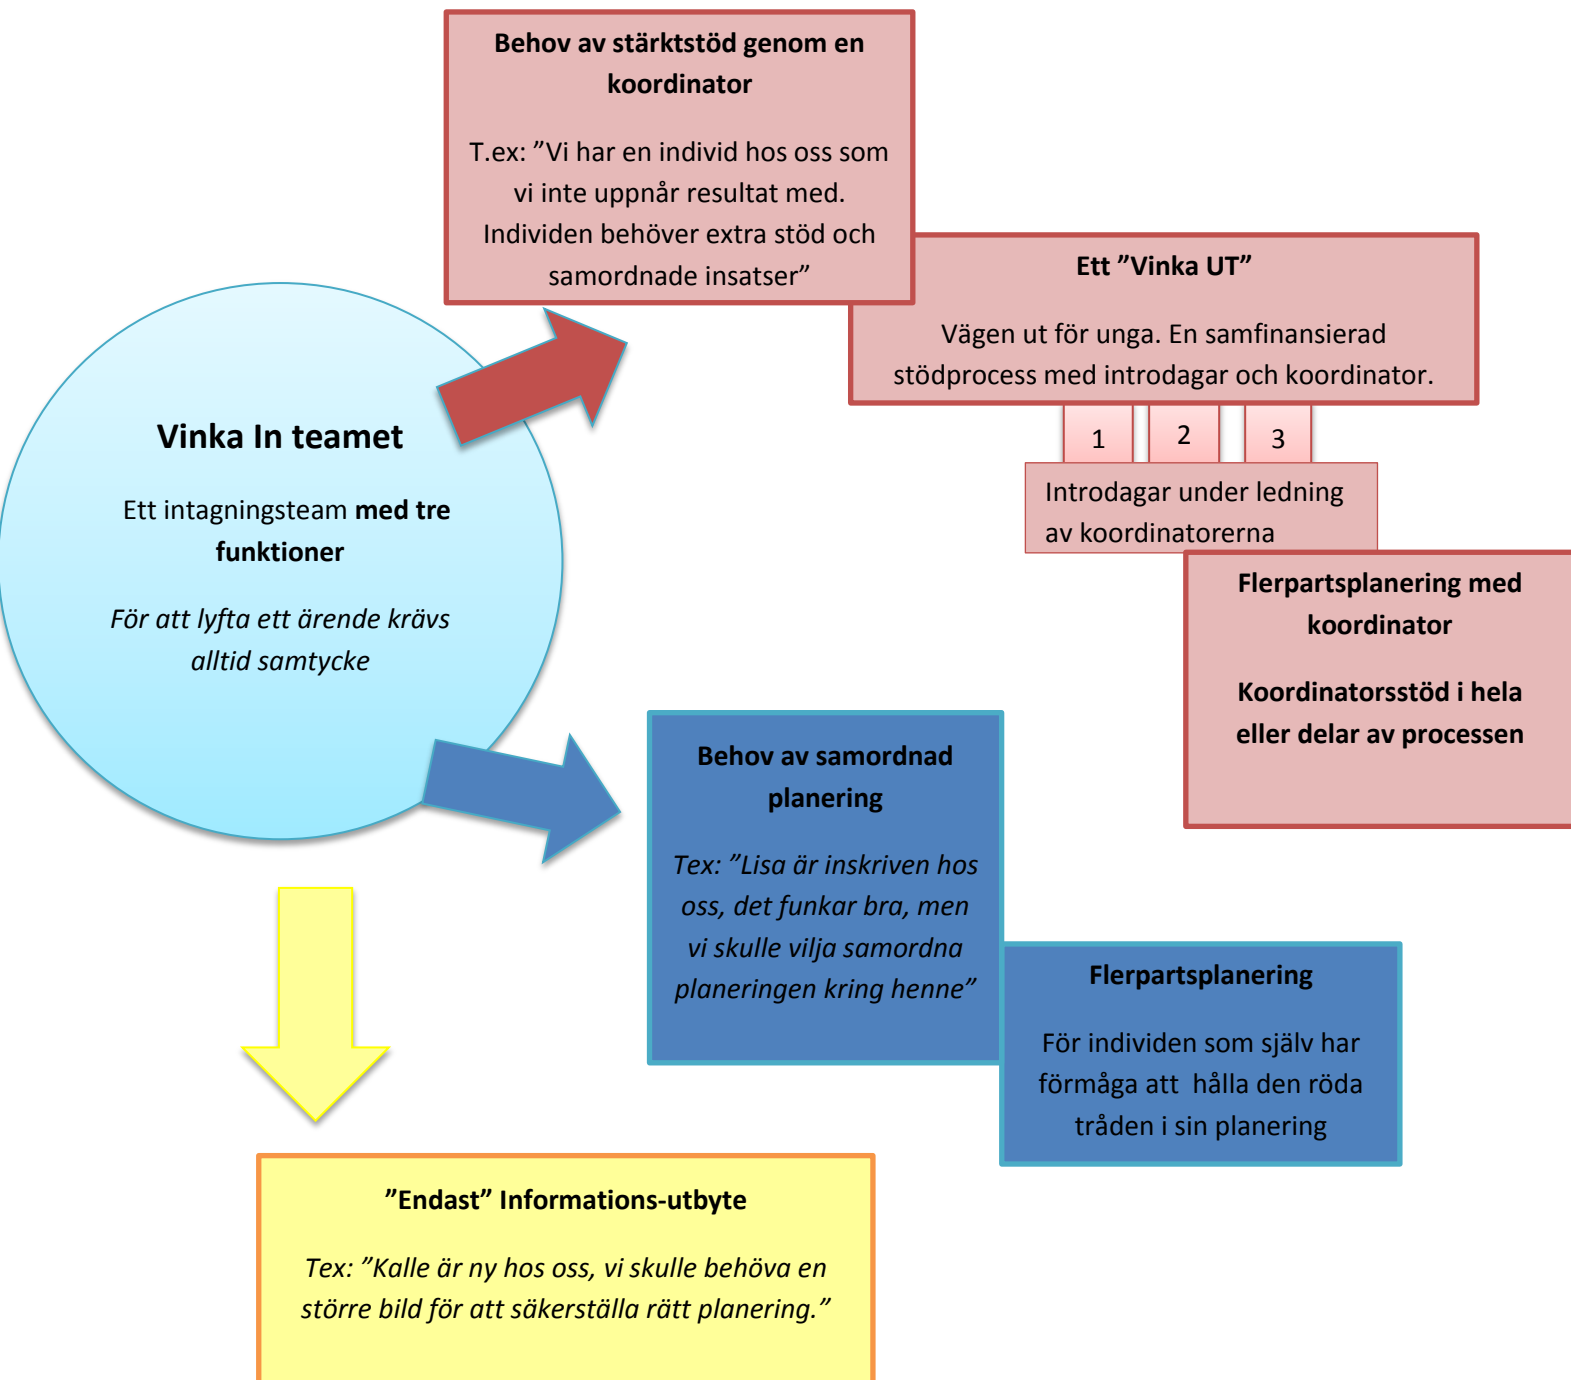 Behov av stärktstöd genom en
koordinator
T.ex: ”Vi har en individ hos oss som
vi inte uppnår resultat med.
Individen behöver extra stöd och
samordnade insatser”
Ett ”Vinka UT”
Vägen ut för unga. En samfinansierad
stödprocess med introdagar och koordinator.
1 2 3
Introdagar under ledning
av koordinatorerna
Flerpartsplanering med
koordinator
Koordinatorsstöd i hela
eller delar av processen
Vinka In teamet
Ett intagningsteam med tre
funktioner
För att lyfta ett ärende krävs
alltid samtycke
Behov av samordnad
planering
Tex: ”Lisa är inskriven hos
oss, det funkar bra, men
vi skulle vilja samordna
planeringen kring henne”
Flerpartsplanering
För individen som själv har
förmåga att  hålla den röda
tråden i sin planering
”Endast” Informations-utbyte
Tex: ”Kalle är ny hos oss, vi skulle behöva en
större bild för att säkerställa rätt planering.”